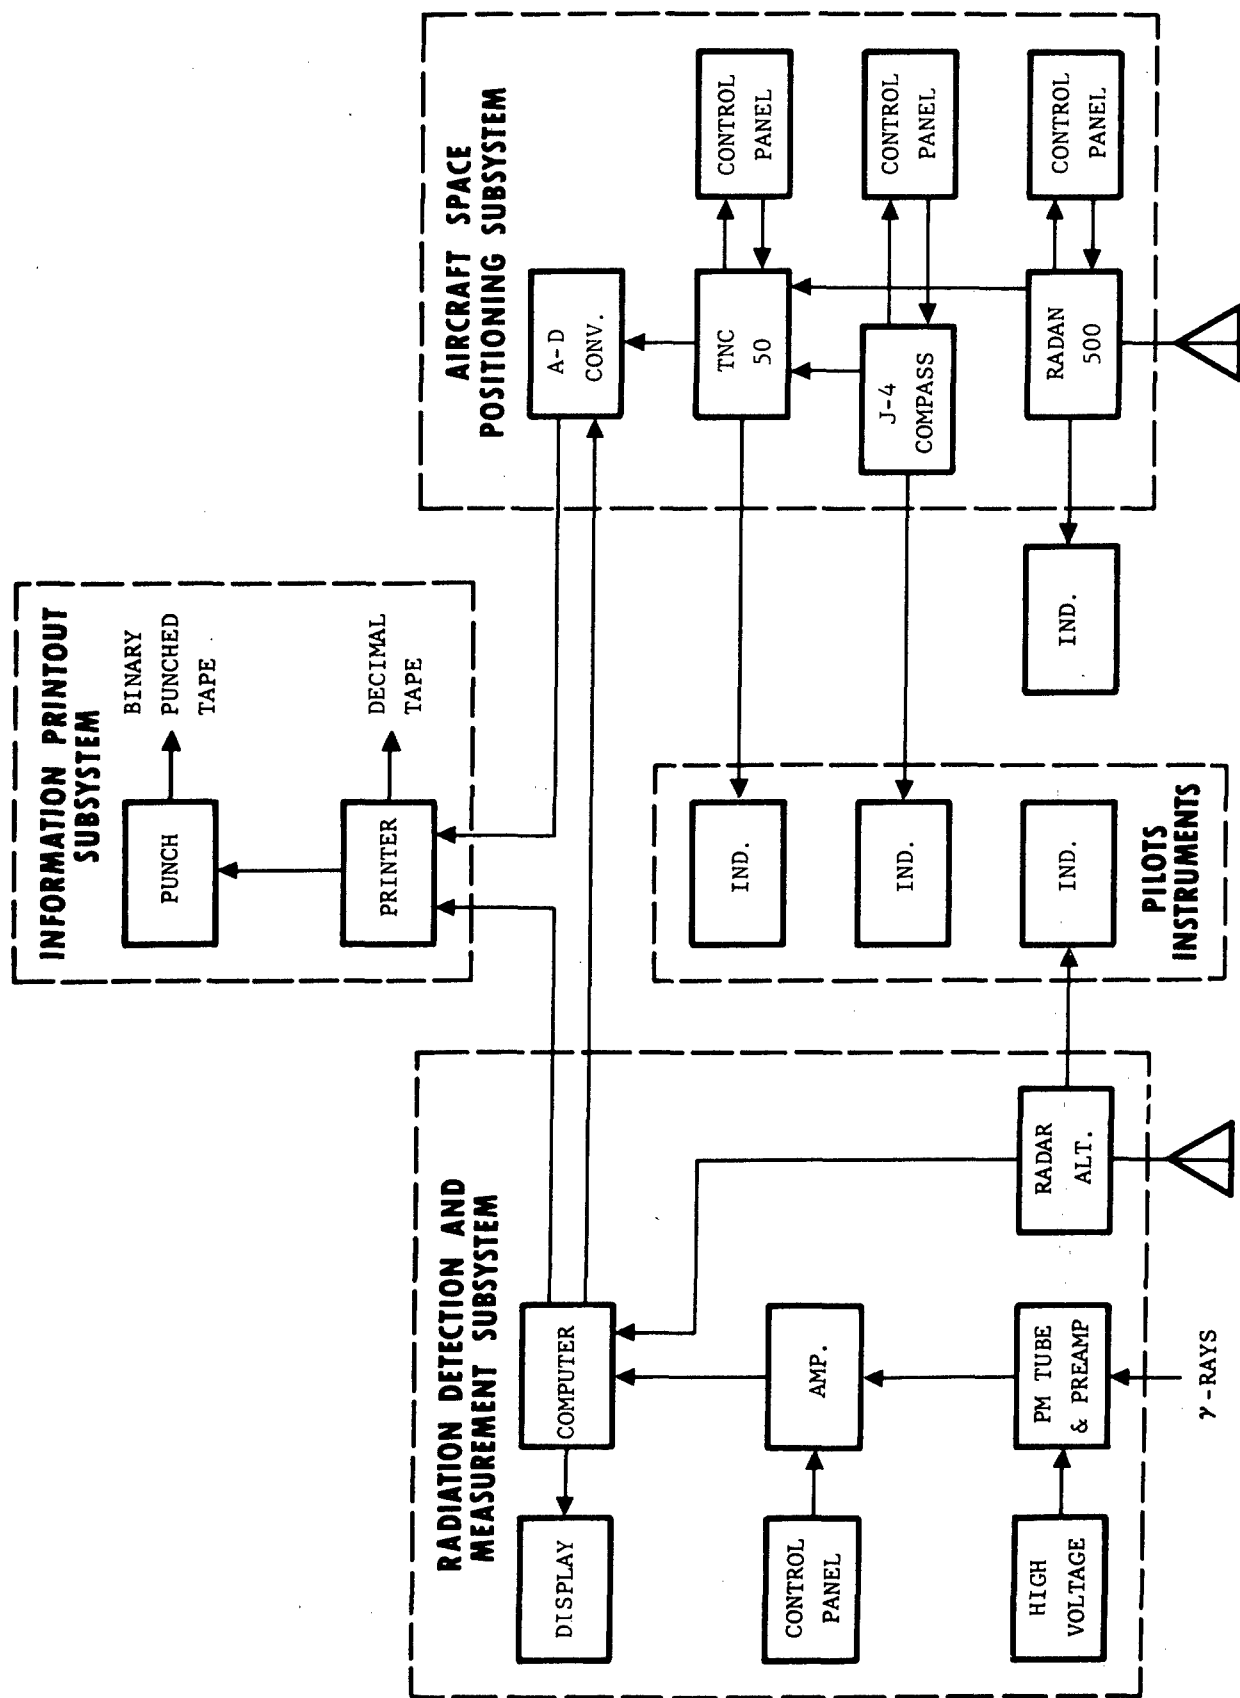 INFORMATION PRINTOUT
SUBSYSTEM
PUNCH
BINARY
PUNCHED
TAPE
PRINTER
DECIMAL
TAPE
RADIATION DETECTION AND
MEASUREMENT SUBSYSTEM
DISPLAY
COMPUTER
CONTROL
PANEL
AMP.
HIGH
VOLTAGE
PM TUBE
& PREAMP
RADAR
ALT.
γ-RAYS
IND.
IND.
IND.
PILOTS
INSTRUMENTS
IND.
AIRCRAFT SPACE
POSITIONING SUBSYSTEM
A-D
CONV.
TNC
50
CONTROL
PANEL
J-4
COMPASS
CONTROL
PANEL
RADAN
500
CONTROL
PANEL